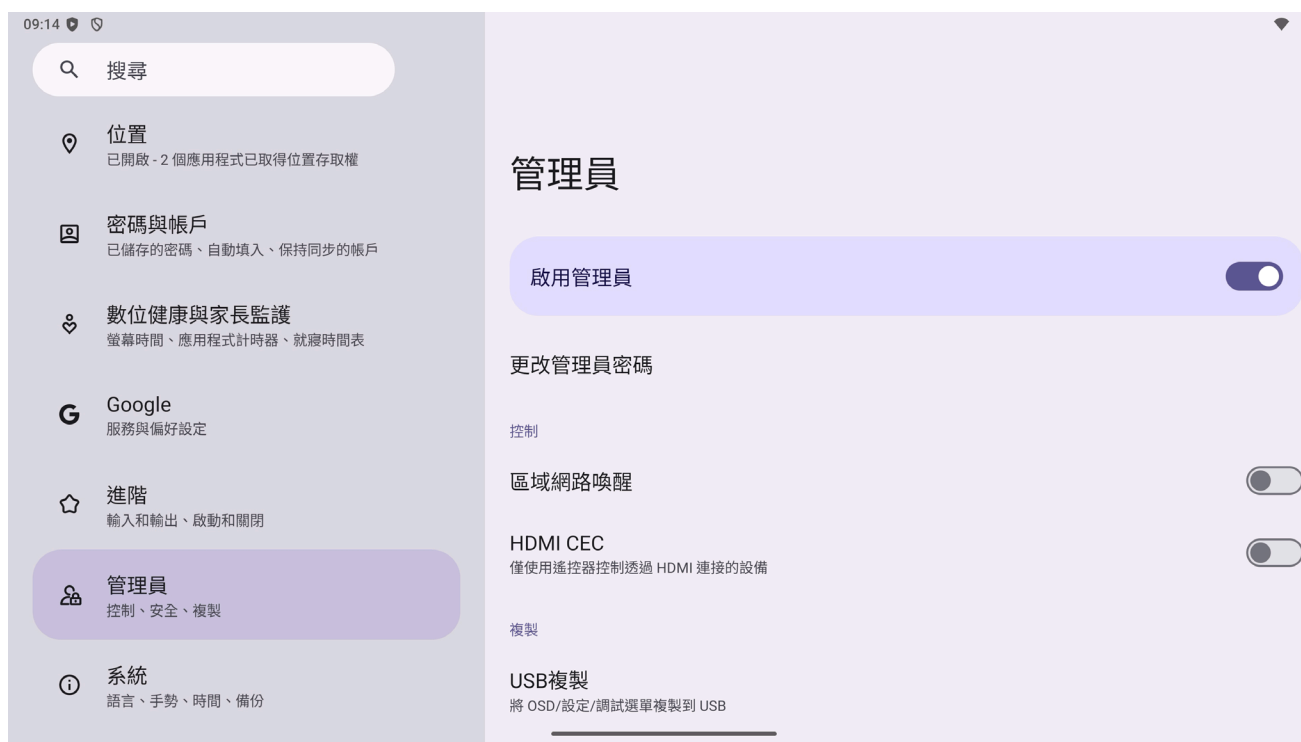 09:14
搜尋
位置
已開啟 - 2 個應用程式已取得位置存取權
密碼與帳戶
已儲存的密碼、自動填入、保持同步的帳戶
數位健康與家長監護
螢幕時間、應用程式計時器、就寢時間表
Google
服務與偏好設定
進階
輸入和輸出、啟動和關閉
管理員
控制、安全、複製
系統
語言、手勢、時間、備份
管理員
啟用管理員
更改管理員密碼
控制
區域網路喚醒
HDMI CEC
僅使用遙控器控制透過 HDMI 連接的設備
複製
USB複製
將 OSD/設定/調試選單複製到 USB